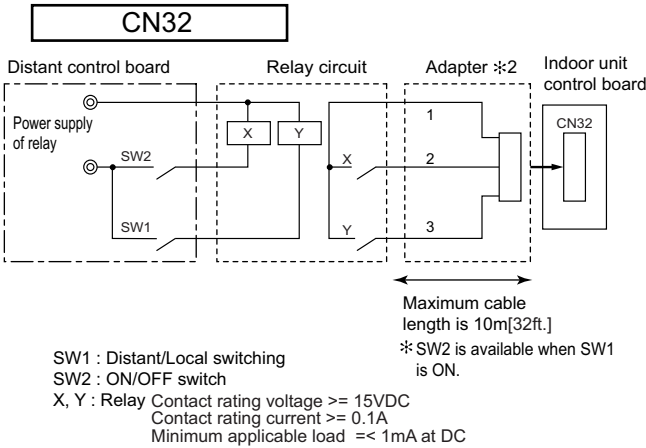 CN32
Distant control board
Relay circuit
Adapter ✻2
Indoor unit
control board
Power supply
of relay
X
Y
1
CN32
SW2
X
2
SW1
Y
3
Maximum cable
length is 10m[32ft.]
✻ SW2 is available when SW1
is ON.
SW1 : Distant/Local switching
SW2 : ON/OFF switch
X, Y : Relay Contact rating voltage >= 15VDC
Contact rating current >= 0.1A
Minimum applicable load =< 1mA at DC